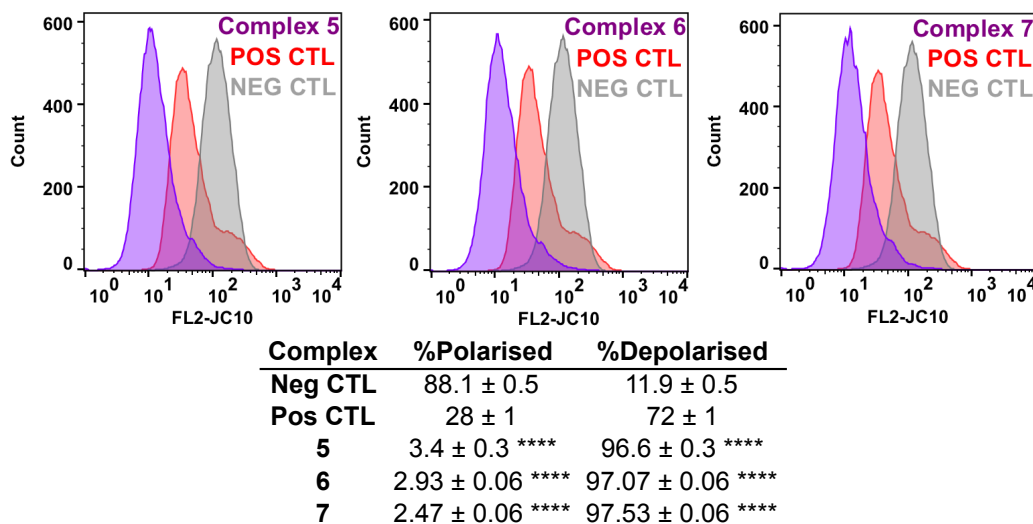 600
400
200
0
Count
10^0 10^1 10^2 10^3 10^4
FL2-JC10
Complex 5
POS CTL
NEG CTL
600
400
200
0
Count
10^0 10^1 10^2 10^3 10^4
FL2-JC10
Complex 6
POS CTL
NEG CTL
600
400
200
0
Count
10^0 10^1 10^2 10^3 10^4
FL2-JC10
Complex 7
POS CTL
NEG CTL
Complex %Polarised %Depolarised
Neg CTL 88.1 ± 0.5 11.9 ± 0.5
Pos CTL 28 ± 1 72 ± 1
5 3.4 ± 0.3 **** 96.6 ± 0.3 ****
6 2.93 ± 0.06 **** 97.07 ± 0.06 ****
7 2.47 ± 0.06 **** 97.53 ± 0.06 ****